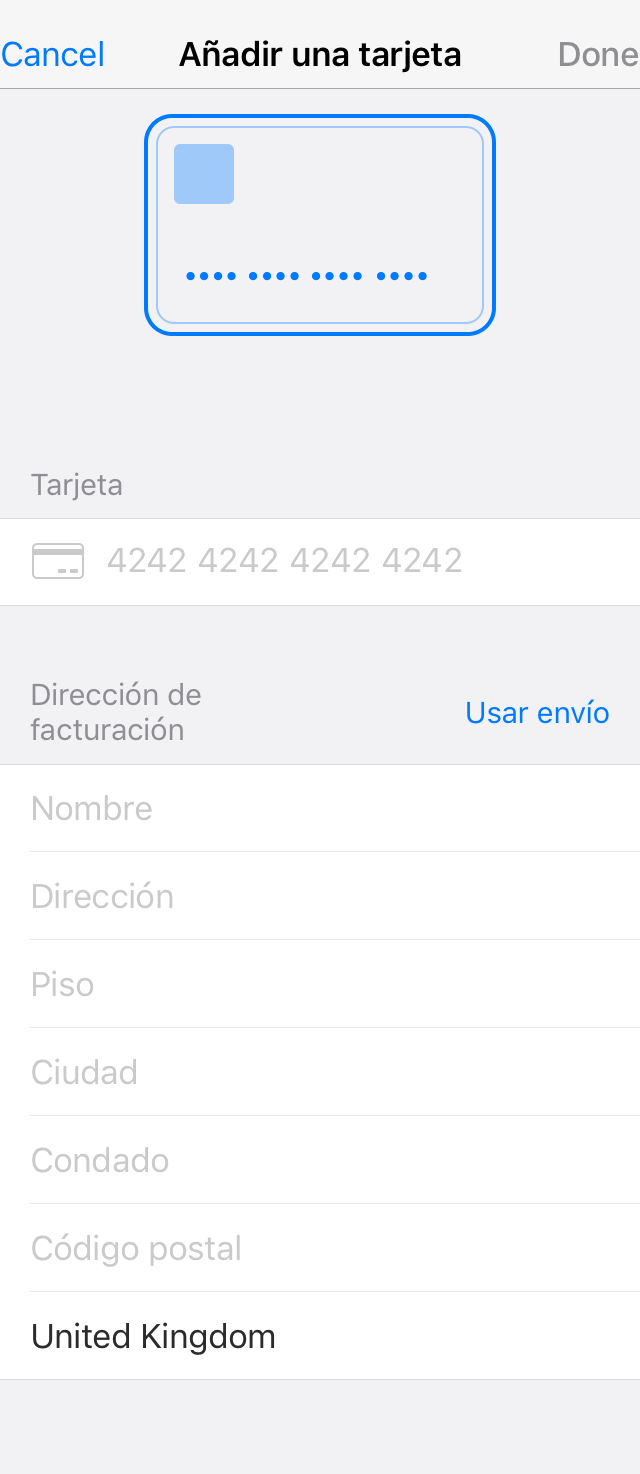 Cancel Añadir una tarjeta Done
•••• •••• •••• ••••
Tarjeta
4242 4242 4242 4242
Dirección de
facturación
Usar envío
Nombre
Dirección
Piso
Ciudad
Condado
Código postal
United Kingdom